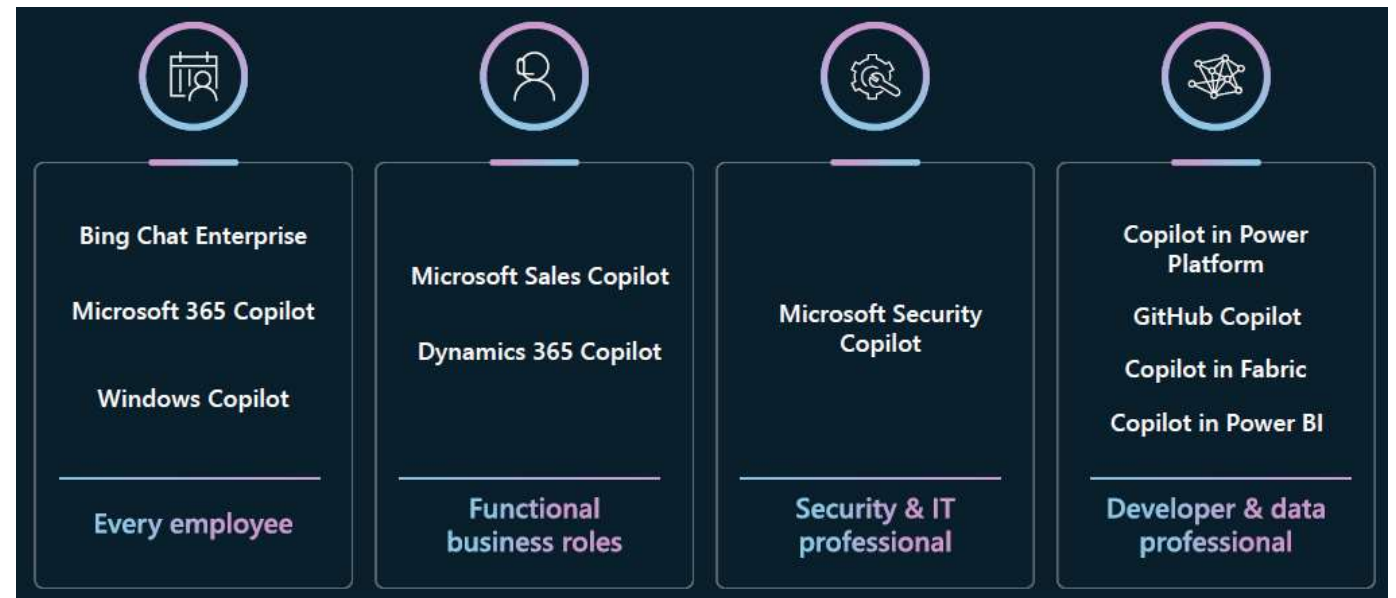 Bing Chat Enterprise
Microsoft 365 Copilot
Windows Copilot
Every employee
Microsoft Sales Copilot
Dynamics 365 Copilot
Functional
business roles
Microsoft Security
Copilot
Security & IT
professional
Copilot in Power
Platform
GitHub Copilot
Copilot in Fabric
Copilot in Power BI
Developer & data
professional